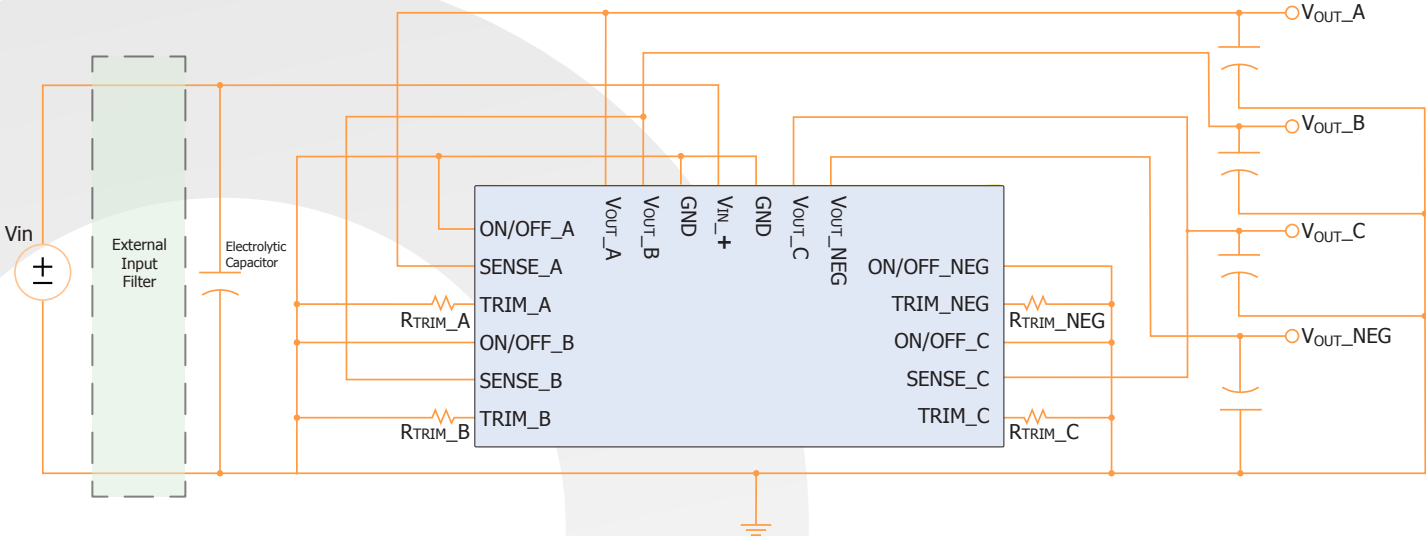 VOUT_A
VOUT_B
VOUT_C
VOUT_NEG
Vin
±
External
Input
Filter
Electrolytic
Capacitor
VOUT_A
VOUT_B
GND
VIN_+
GND
VOUT_C
VOUT_NEG
ON/OFF_A
SENSE_A
TRIM_A
ON/OFF_B
SENSE_B
TRIM_B
ON/OFF_NEG
TRIM_NEG
ON/OFF_C
SENSE_C
TRIM_C
RTRIM_A
RTRIM_B
RTRIM_NEG
RTRIM_C